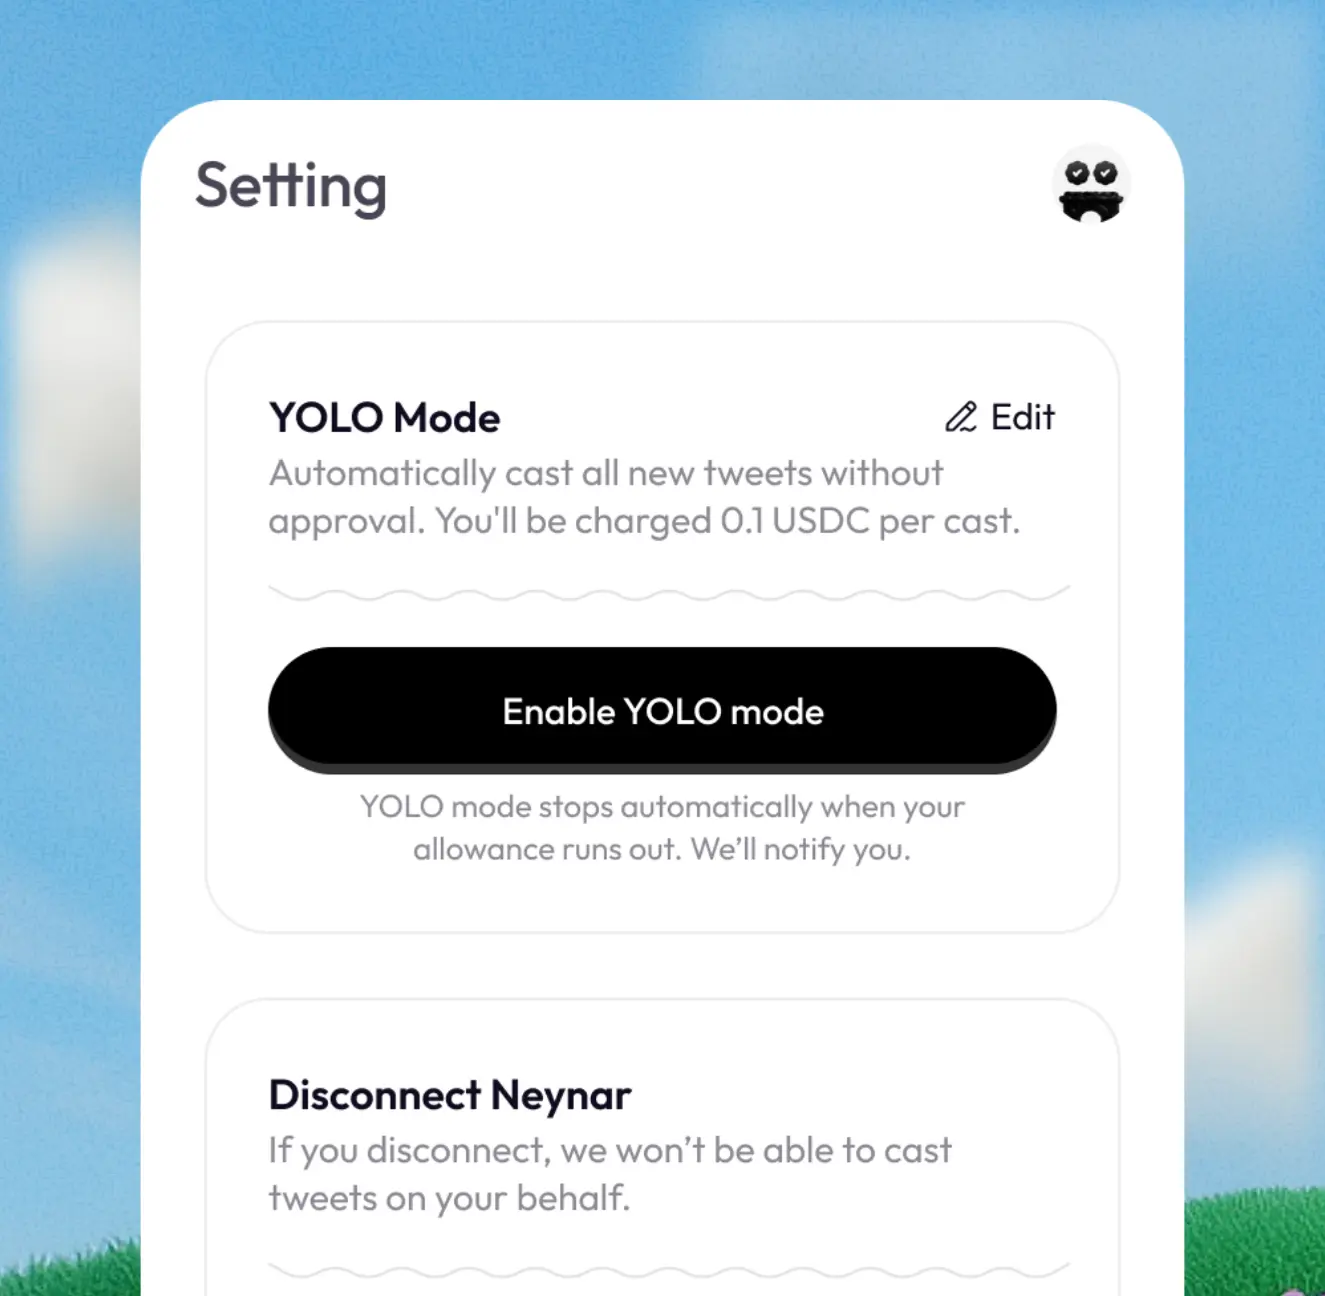 Setting
YOLO Mode
Edit
Automatically cast all new tweets without
approval. You'll be charged 0.1 USDC per cast.
Enable YOLO mode
YOLO mode stops automatically when your
allowance runs out. We’ll notify you.
Disconnect Neynar
If you disconnect, we won’t be able to cast
tweets on your behalf.